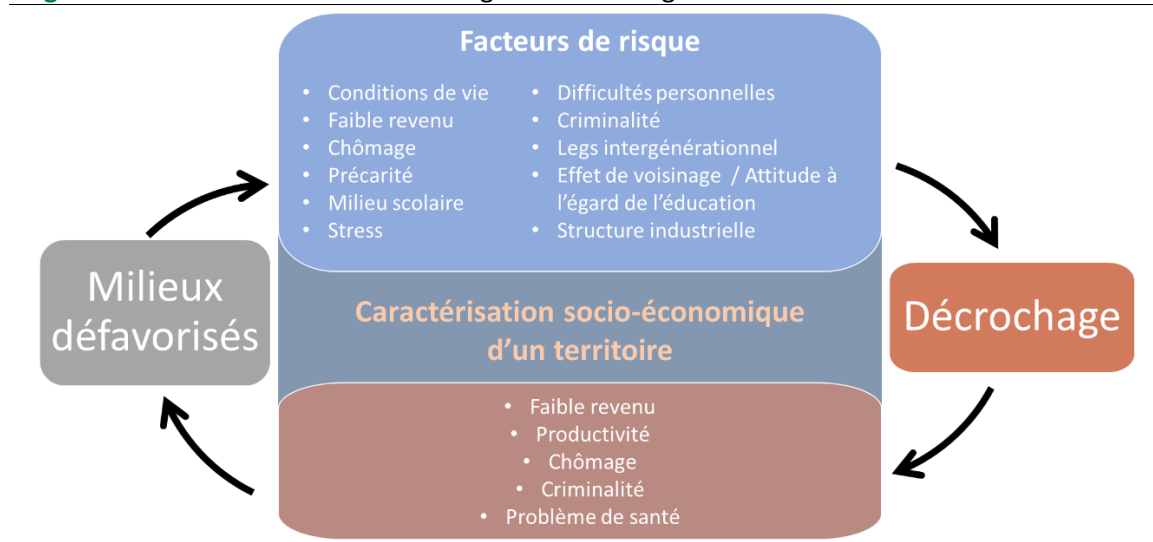 Facteurs de risque
• Conditions de vie
• Faible revenu
• Chômage
• Précarité
• Milieu scolaire
• Stress
• Difficultés personnelles
• Criminalité
• Legs intergénérationnel
• Effet de voisinage / Attitude à
l'égard de l'éducation
• Structure industrielle
Milieux
défavorisés
Caractérisation socio-économique
d'un territoire
Décrochage
• Faible revenu
• Productivité
• Chômage
• Criminalité
• Problème de santé